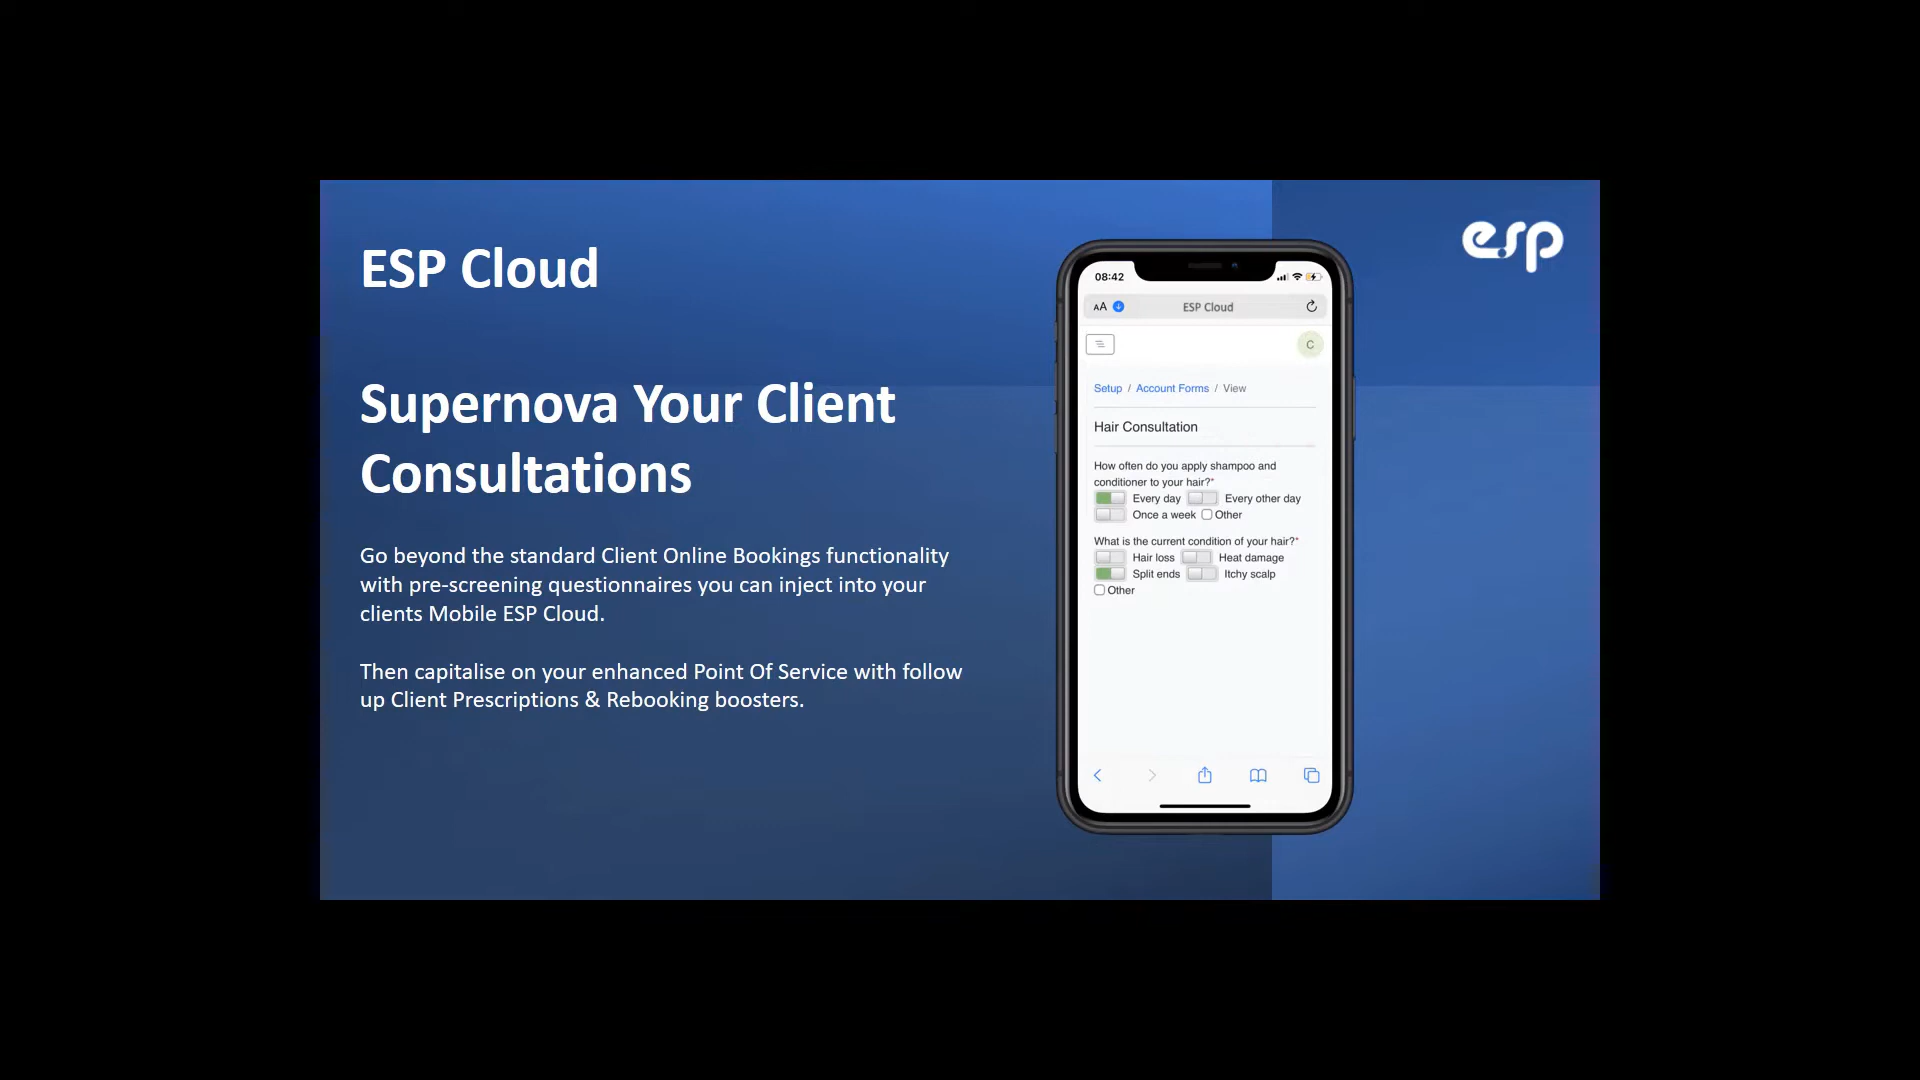 ESP Cloud
Supernova Your Client
Consultations
Go beyond the standard Client Online Bookings functionality
with pre-screening questionnaires you can inject into your
clients Mobile ESP Cloud.
Then capitalise on your enhanced Point Of Service with follow
up Client Prescriptions & Rebooking boosters.
esp
08:42
AA ESP Cloud
C
Setup / Account Forms / View
Hair Consultation
How often do you apply shampoo and
conditioner to your hair?*
Every day Every other day
Once a week Other
What is the current condition of your hair?*
Hair loss Heat damage
Split ends Itchy scalp
Other